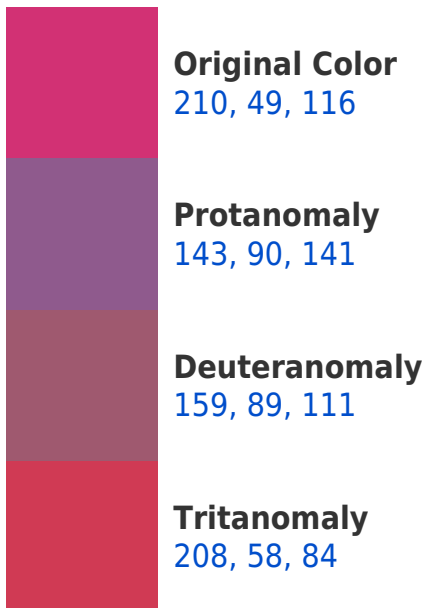 Original Color
210, 49, 116
Protanomaly
143, 90, 141
Deuteranomaly
159, 89, 111
Tritanomaly
208, 58, 84